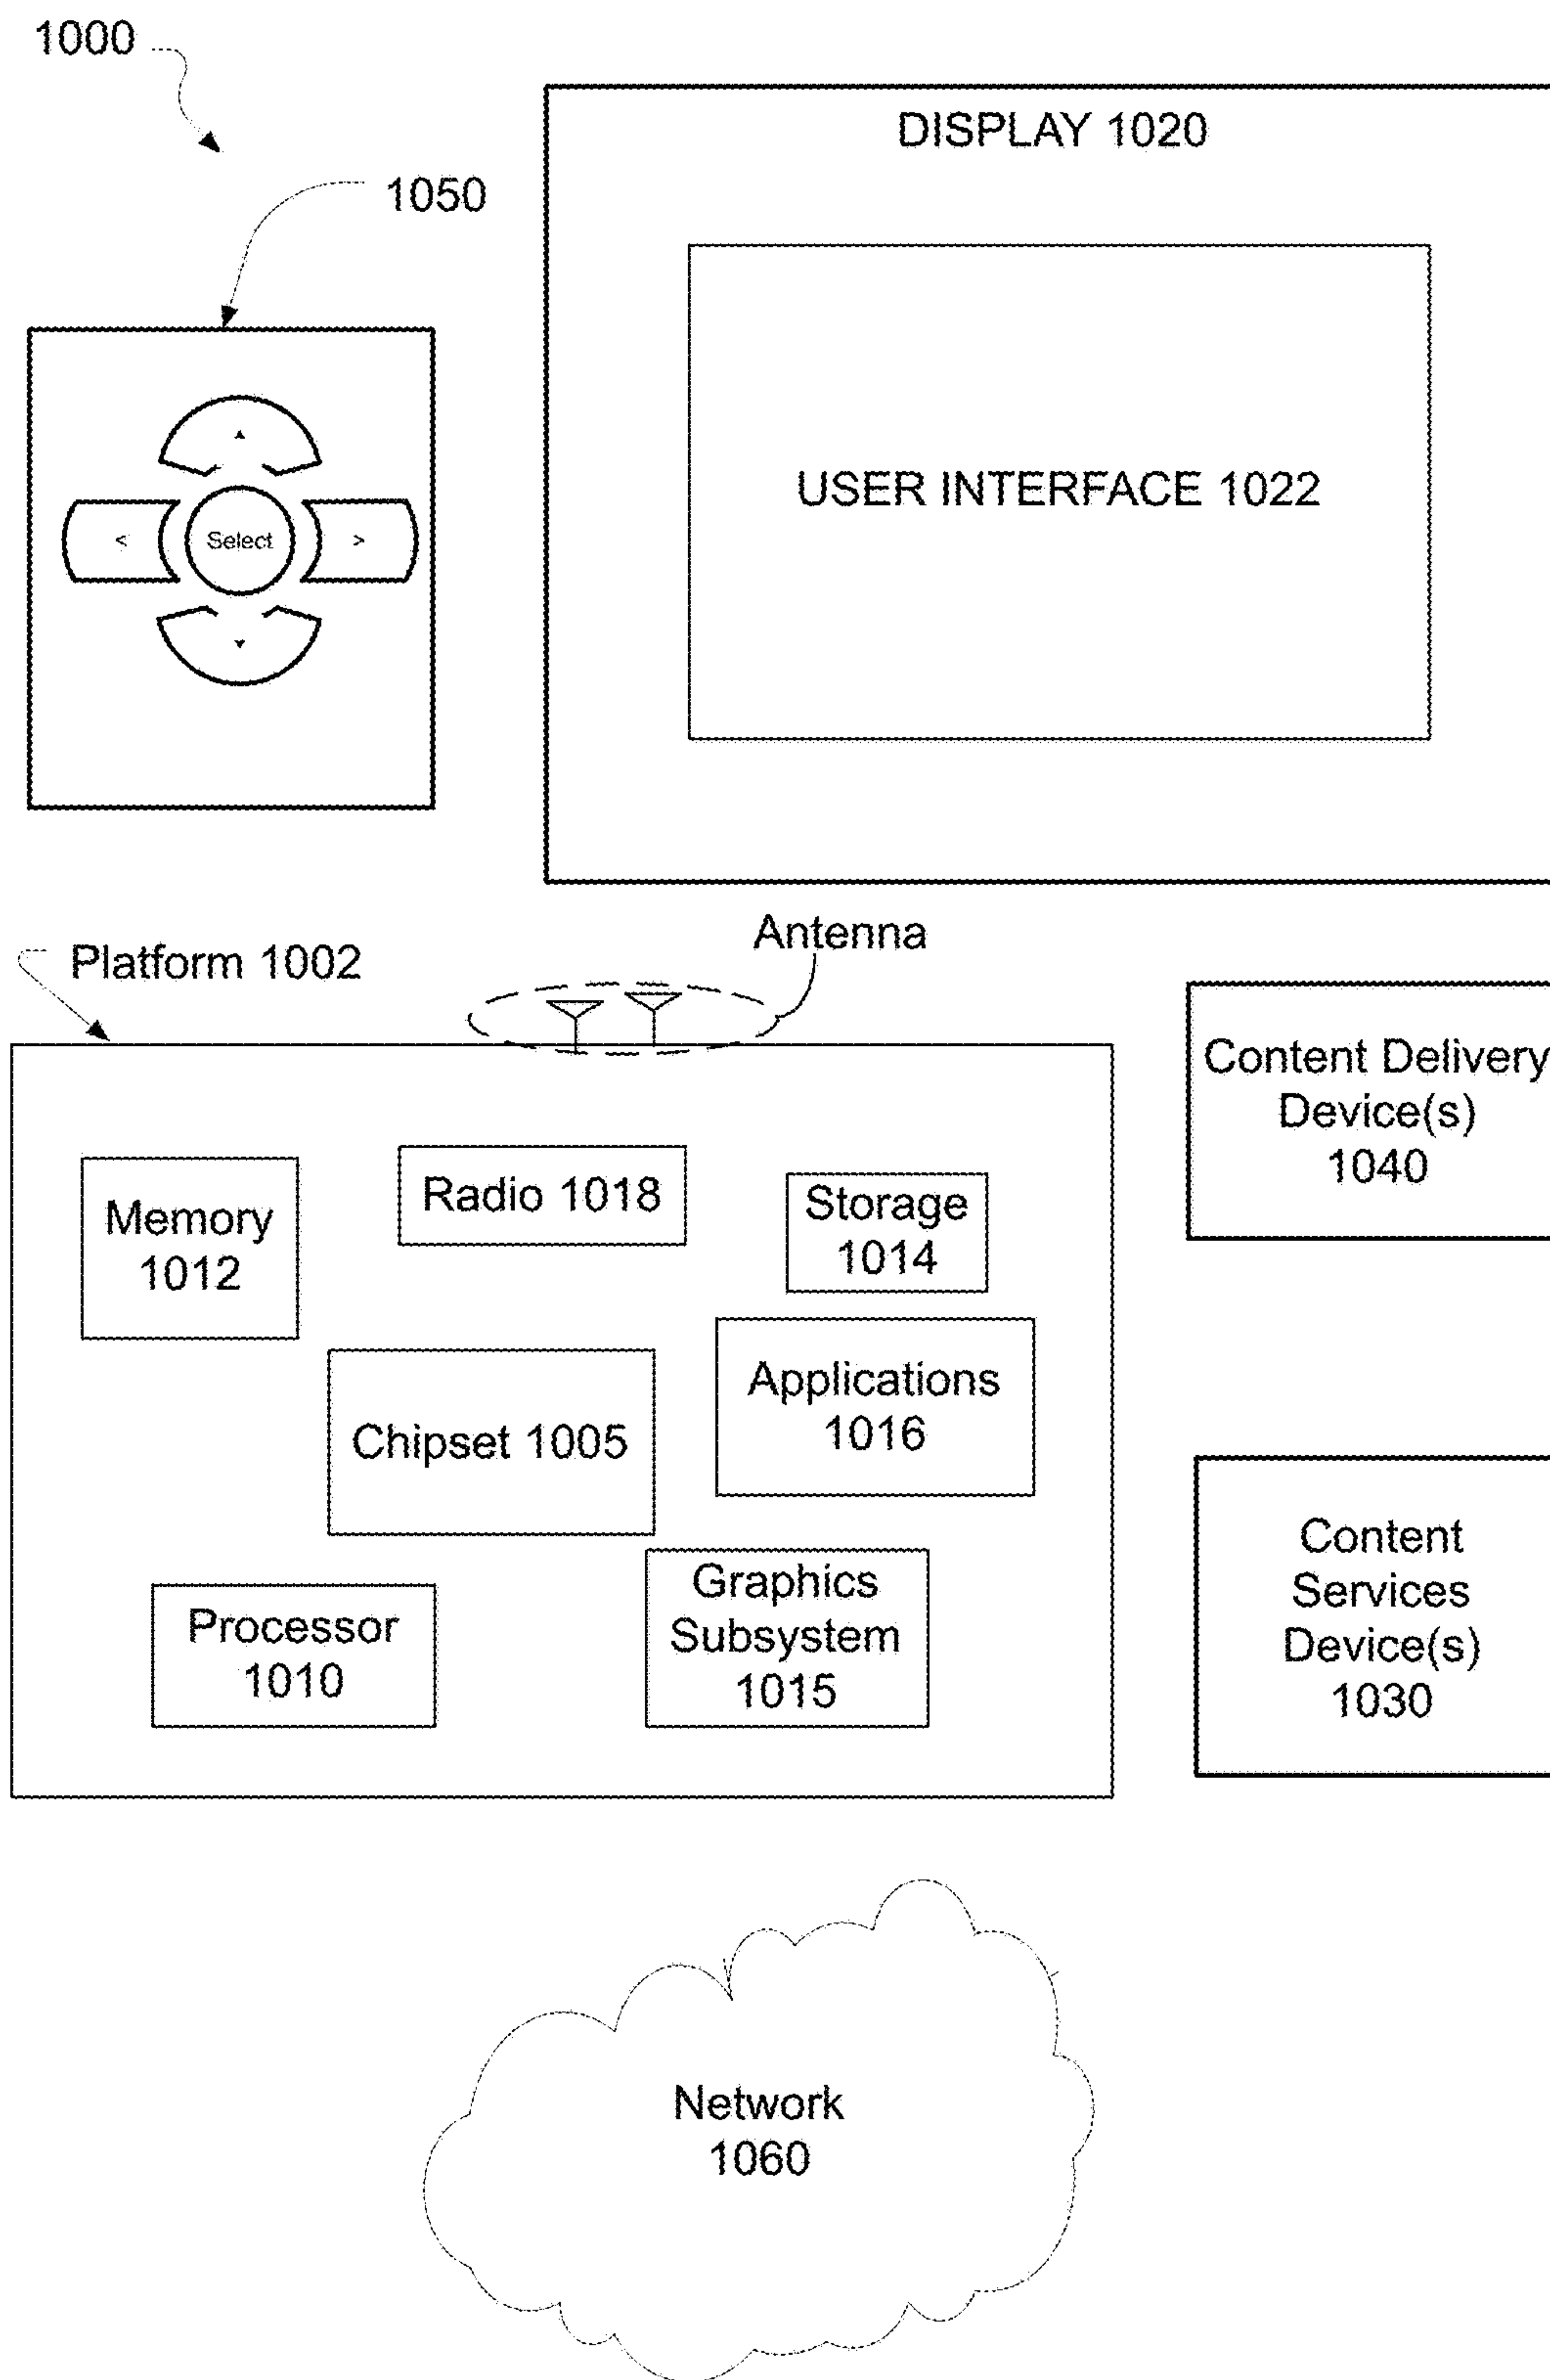 1000
DISPLAY 1020
1050
USER INTERFACE 1022
<
Select
>
Antenna
Platform 1002
Content Delivery
Device(s)
1040
Memory
1012
Radio 1018
Storage
1014
Chipset 1005
Applications
1016
Content
Services
Device(s)
1030
Processor
1010
Graphics
Subsystem
1015
Network
1060